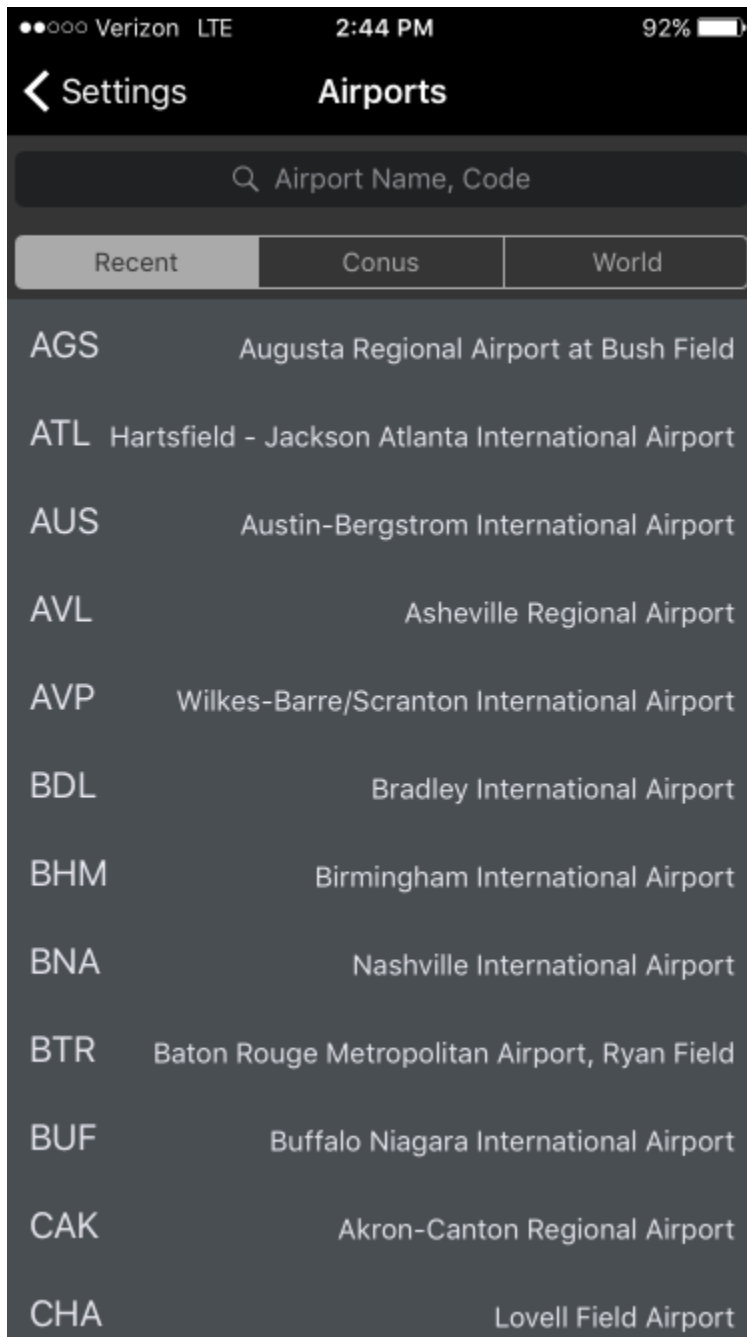 Verizon LTE 2:44 PM 92%
Settings Airports
Airport Name, Code
Recent Conus World
AGS Augusta Regional Airport at Bush Field
ATL Hartsfield - Jackson Atlanta International Airport
AUS Austin-Bergstrom International Airport
AVL Asheville Regional Airport
AVP Wilkes-Barre/Scranton International Airport
BDL Bradley International Airport
BHM Birmingham International Airport
BNA Nashville International Airport
BTR Baton Rouge Metropolitan Airport, Ryan Field
BUF Buffalo Niagara International Airport
CAK Akron-Canton Regional Airport
CHA Lovell Field Airport